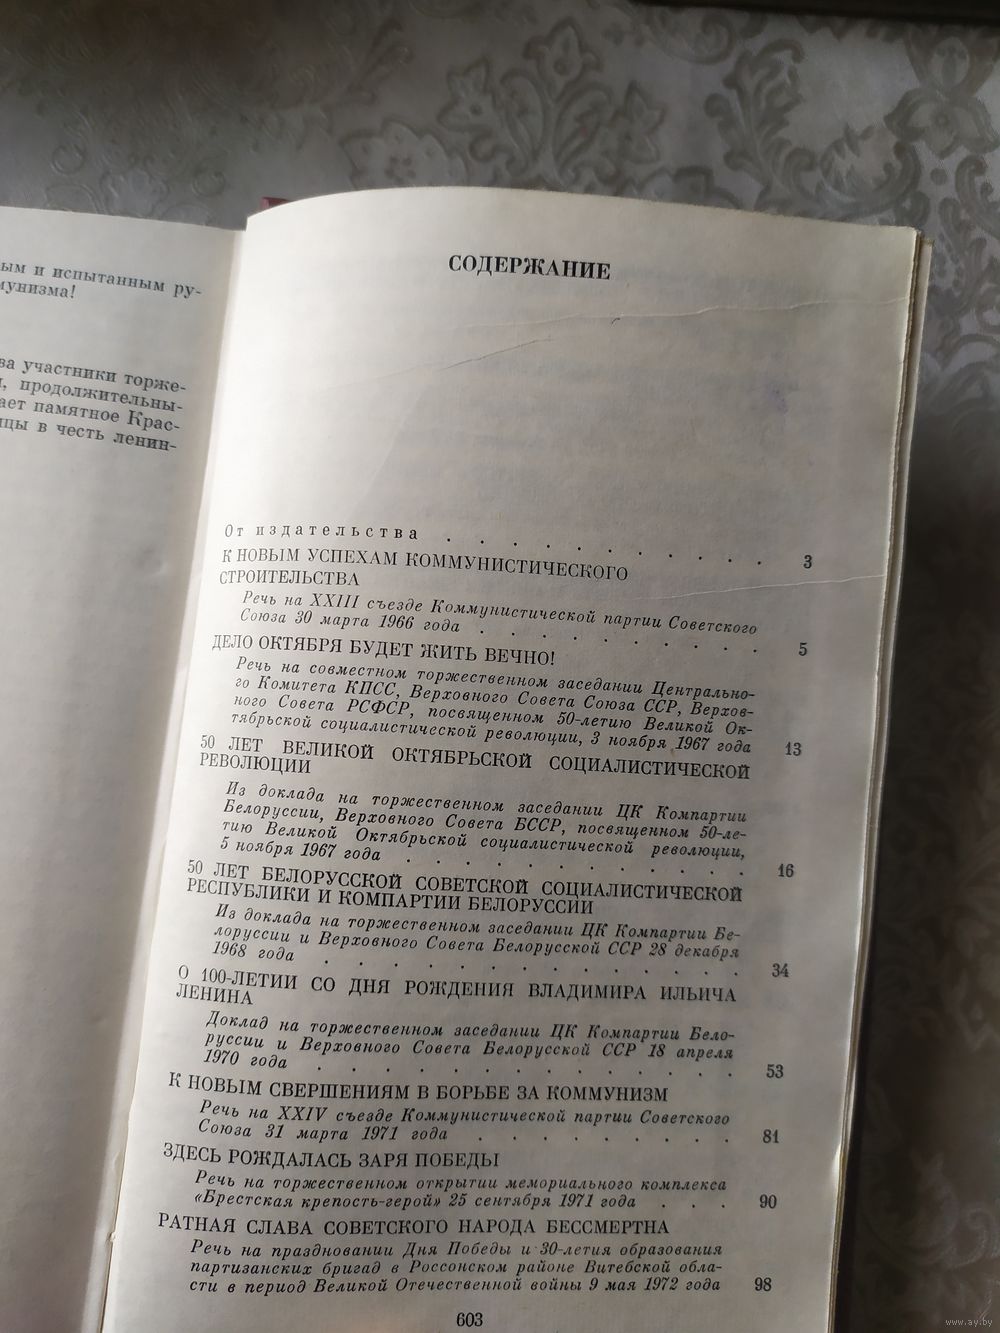 ым и испытанным ру-
мунизма!
ва участники торже-
, продолжительны-
ает памятное Крас-
цы в честь ленин-
СОДЕРЖАНИЕ
От издательства . . . . . . . . . . . . 3
К НОВЫМ УСПЕХАМ КОММУНИСТИЧЕСКОГО
СТРОИТЕЛЬСТВА
Речь на XXIII съезде Коммунистической партии Советского
Союза 30 марта 1966 года . . . . . . . . . . 5
ДЕЛО ОКТЯБРЯ БУДЕТ ЖИТЬ ВЕЧНО!
Речь на совместном торжественном заседании Центрально-
го Комитета КПСС, Верховного Совета Союза ССР, Верхов-
ного Совета РСФСР, посвященном 50-летию Великой Ок-
тябрьской социалистической революции, 3 ноября 1967 года 13
50 ЛЕТ ВЕЛИКОЙ ОКТЯБРЬСКОЙ СОЦИАЛИСТИЧЕСКОЙ
РЕВОЛЮЦИИ
Из доклада на торжественном заседании ЦК Компартии
Белоруссии, Верховного Совета БССР, посвященном 50-ле-
тию Великой Октябрьской социалистической революции,
5 ноября 1967 года . . . . . . . . . . . . 16
50 ЛЕТ БЕЛОРУССКОЙ СОВЕТСКОЙ СОЦИАЛИСТИЧЕСКОЙ
РЕСПУБЛИКИ И КОМПАРТИИ БЕЛОРУССИИ
Из доклада на торжественном заседании ЦК Компартии Бе-
лоруссии и Верховного Совета Белорусской ССР 28 декабря
1968 года . . . . . . . . . . . . . 34
О 100-ЛЕТИИ СО ДНЯ РОЖДЕНИЯ ВЛАДИМИРА ИЛЬИЧА
ЛЕНИНА
Доклад на торжественном заседании ЦК Компартии Бело-
руссии и Верховного Совета Белорусской ССР 18 апреля
1970 года . . . . . . . . . . . . . 53
К НОВЫМ СВЕРШЕНИЯМ В БОРЬБЕ ЗА КОММУНИЗМ
Речь на XXIV съезде Коммунистической партии Советского
Союза 31 марта 1971 года . . . . . . . . . 81
ЗДЕСЬ РОЖДАЛАСЬ ЗАРЯ ПОБЕДЫ
Речь на торжественном открытии мемориального комплекса
«Брестская крепость-герой» 25 сентября 1971 года . . . 90
РАТНАЯ СЛАВА СОВЕТСКОГО НАРОДА БЕССМЕРТНА
Речь на праздновании Дня Победы и 30-летия образования
партизанских бригад в Россонском районе Витебской обла-
сти в период Великой Отечественной войны 9 мая 1972 года 98
603
www.ay.by